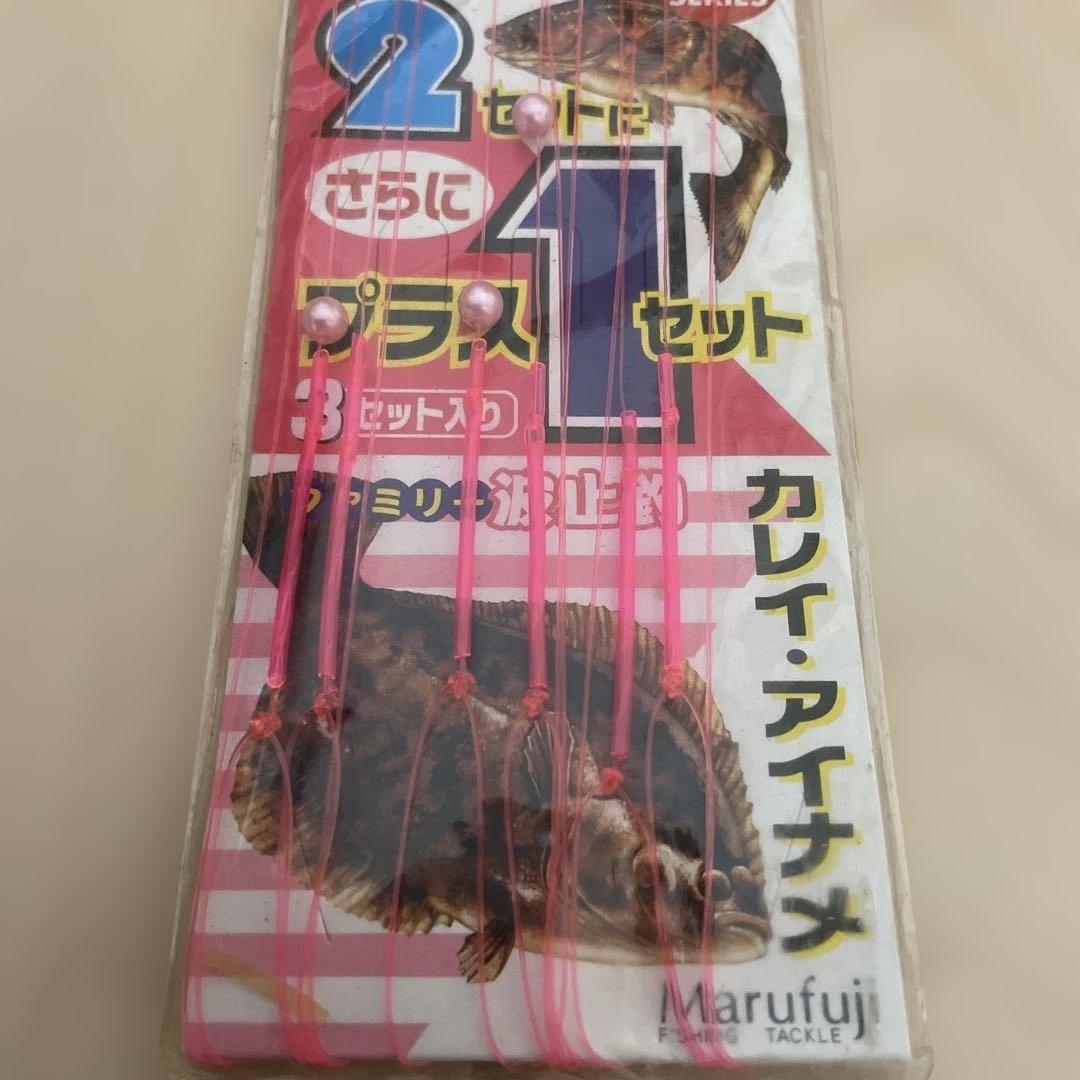 SERIES
2セットに
さらに
プラス1セット
3セット入り
ファミリー波止釣
カレイ・アイナメ
Marufuji
FISHING TACKLE